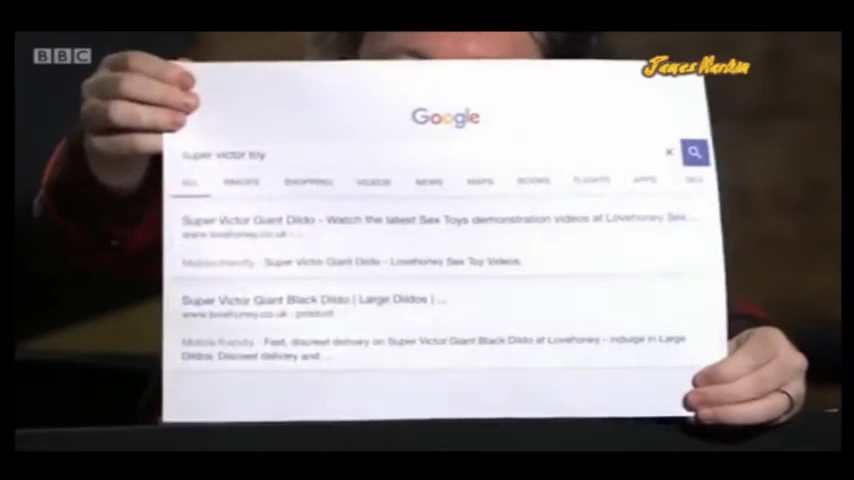 BBC
James Harkin
Google
super victor toy
ALL IMAGES SHOPPING VIDEOS NEWS MAPS BOOKS FLIGHTS APPS
Super Victor Giant Dildo - Watch the latest Sex Toys demonstration videos at Lovehoney Sex...
www.lovehoney.co.uk - ...
Mobile-friendly - Super Victor Giant Dildo - Lovehoney Sex Toy Videos.
Super Victor Giant Black Dildo | Large Dildos | ...
www.lovehoney.co.uk - product
Mobile-friendly - Fast, discreet delivery on Super Victor Giant Black Dildo at Lovehoney - Indulge in Large
Dildos. Discreet delivery and ...